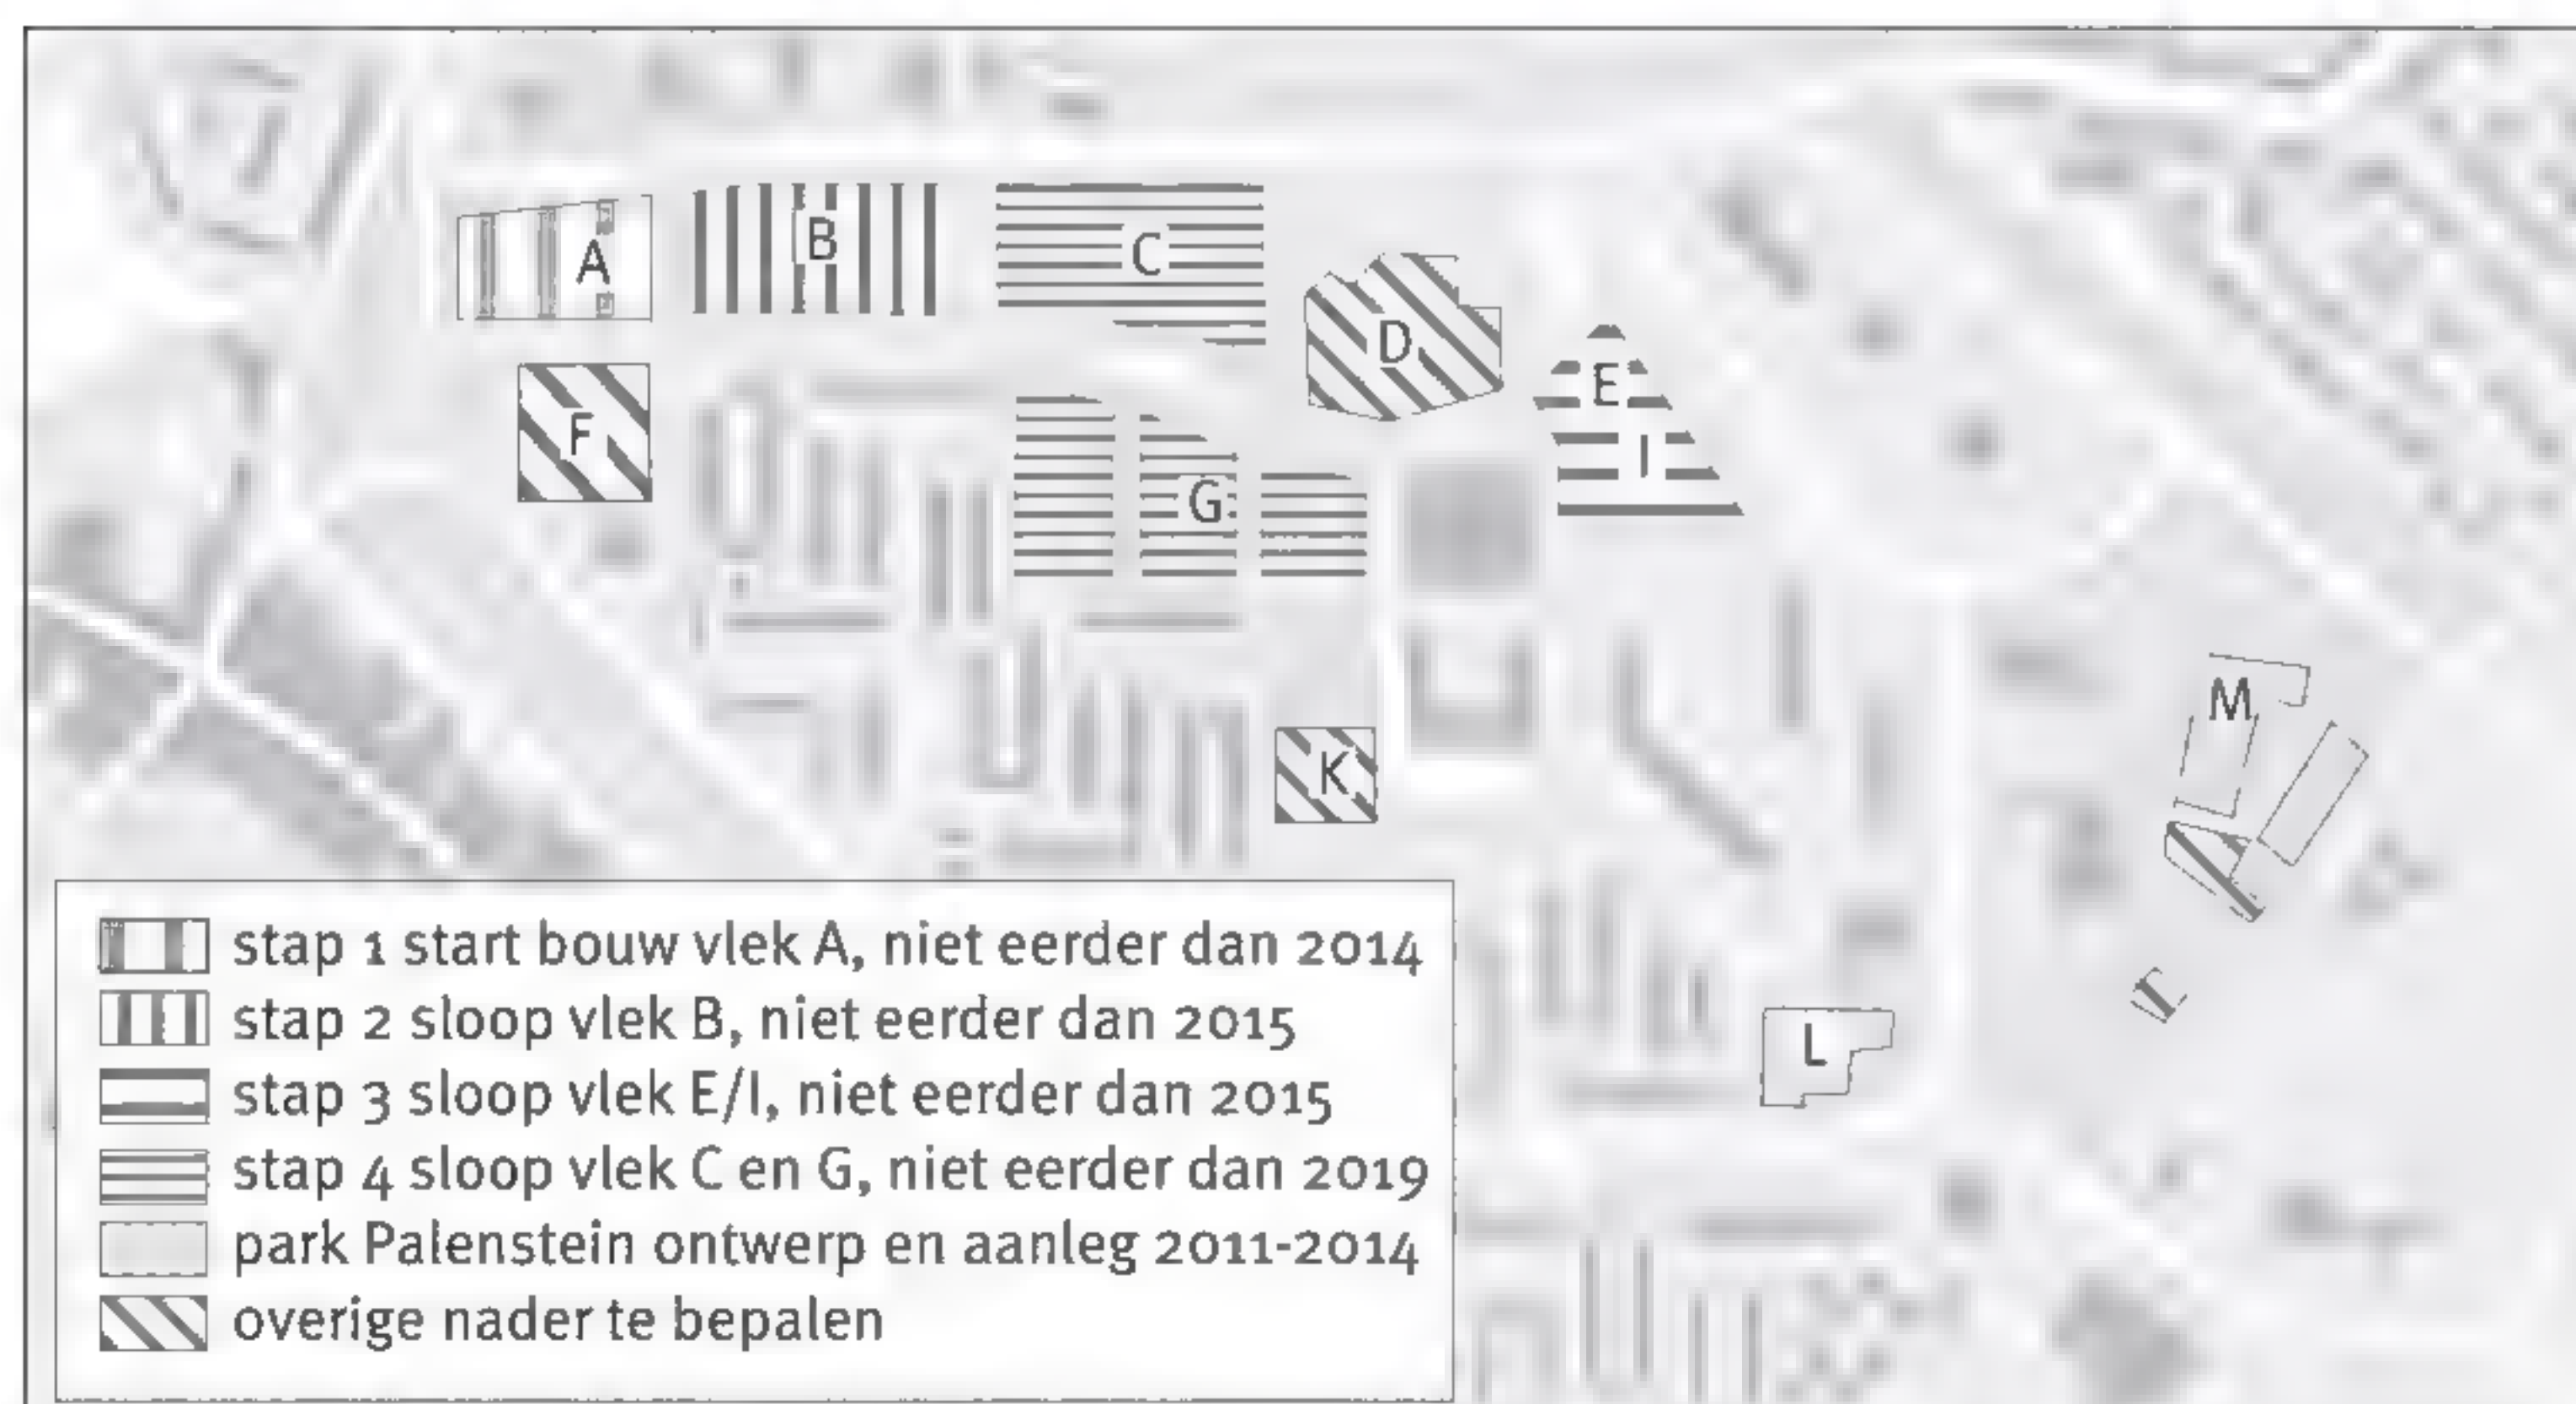 A
B
C
D
E
F
G
I
K
M
L
stap 1 start bouw vlek A, niet eerder dan 2014
stap 2 sloop vlek B, niet eerder dan 2015
stap 3 sloop vlek E/I, niet eerder dan 2015
stap 4 sloop vlek C en G, niet eerder dan 2019
park Palenstein ontwerp en aanleg 2011-2014
overige nader te bepalen